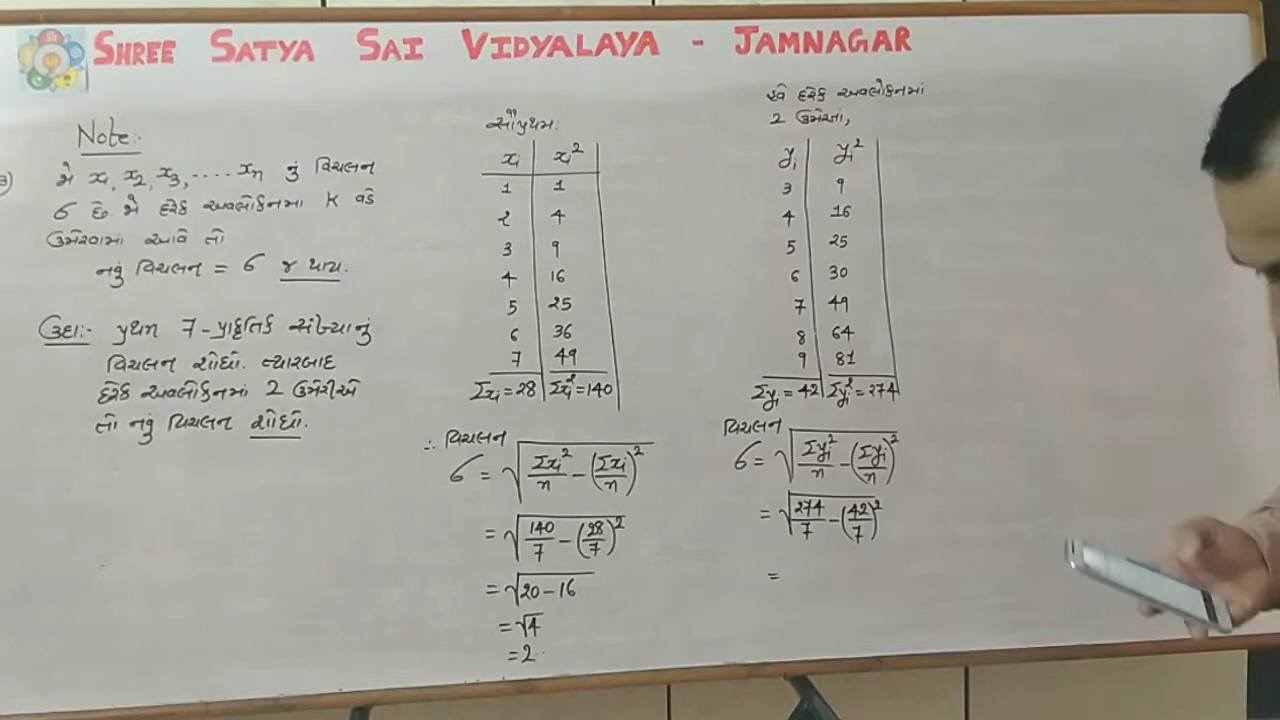 SHREE SATYA SAI VIDYALAYA - JAMNAGAR
Note:-
જો x₁, x₂, x₃, ....xₙ નું વિચલન
σ છે જો દરેક અવલોકનમાં K વડે
ઉમેરવામાં આવે તો
નવું વિચલન = σ જ થાય.
ઉદા:- પ્રથમ 7-પ્રાકૃતિક સંખ્યાનું
વિચલન શોધો. ત્યારબાદ
દરેક અવલોકનમાં 2 ઉમેરીએ
તો નવું વિચલન શોધો.
સૌપ્રથમ:
xᵢ xᵢ²
1 1
2 4
3 9
4 16
5 25
6 36
7 49
Σxᵢ = 28 Σxᵢ² = 140
∴ વિચલન
σ = √(Σxᵢ²/n - (Σxᵢ/n)²)
= √(140/7 - (28/7)²)
= √(20 - 16)
= √4
= 2
હવે દરેક અવલોકનમાં
2 ઉમેરતા,
yᵢ yᵢ²
3 9
4 16
5 25
6 30
7 49
8 64
9 81
Σyᵢ = 42 Σyᵢ² = 274
વિચલન
σ = √(Σyᵢ²/n - (Σyᵢ/n)²)
= √(274/7 - (42/7)²)
=